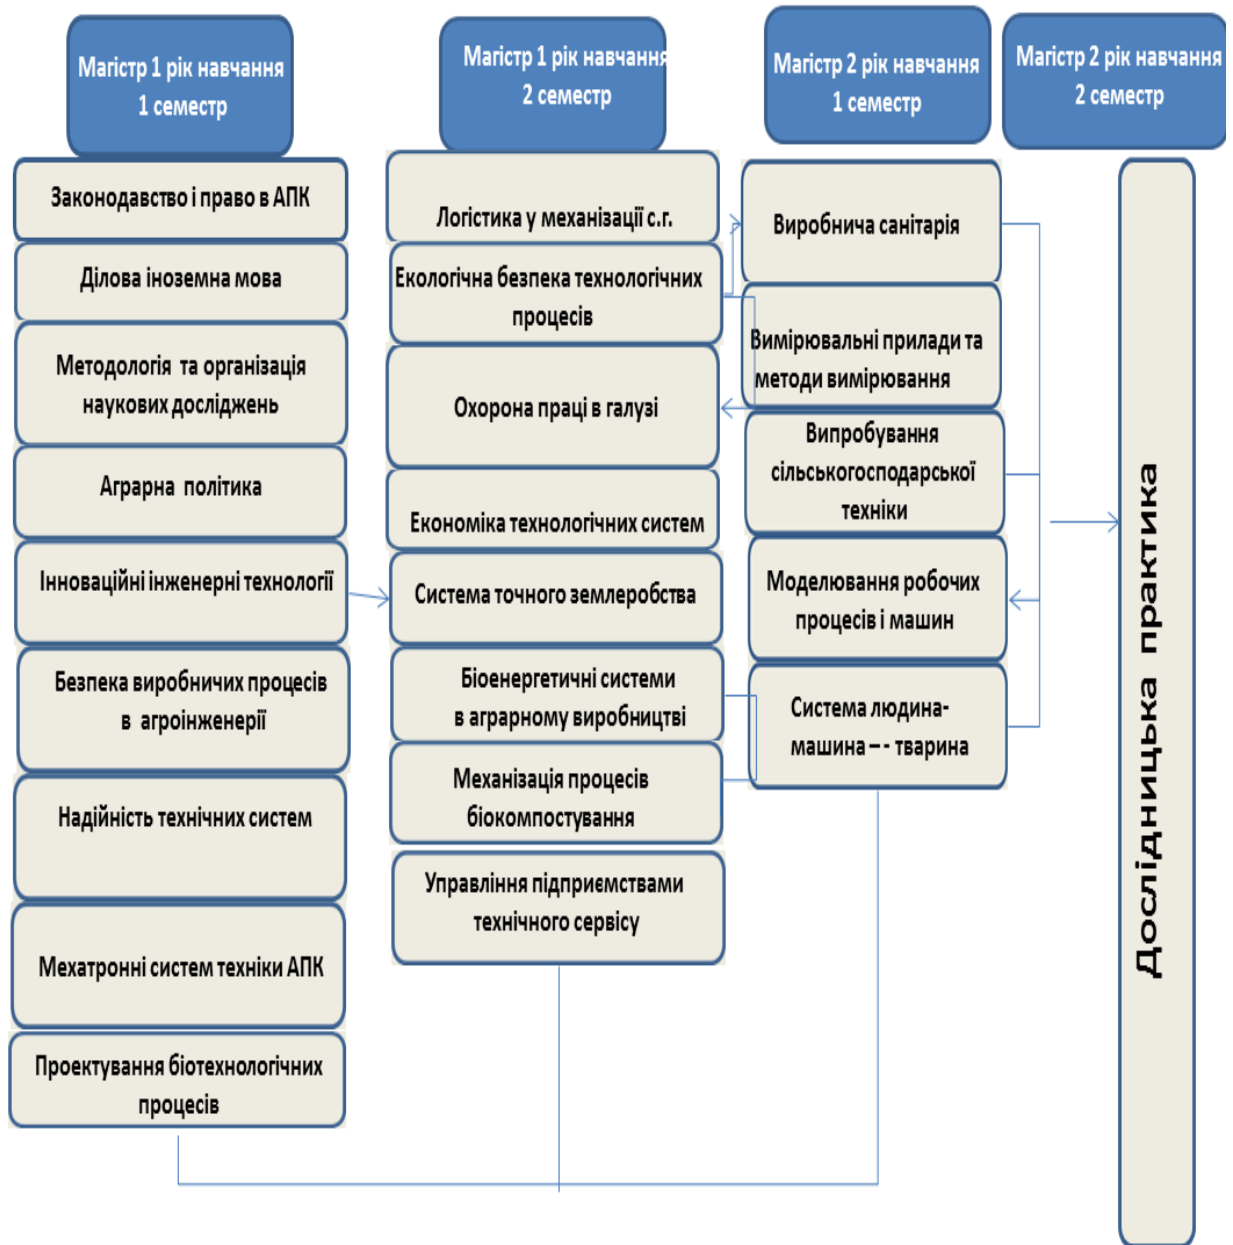 Магістр 1 рік навчання
1 семестр
Магістр 1 рік навчання
2 семестр
Магістр 2 рік навчання
1 семестр
Магістр 2 рік навчання
2 семестр
Законодавство і право в АПК
Ділова іноземна мова
Методологія та організація
наукових досліджень
Аграрна політика
Інноваційні інженерні технології
Безпека виробничих процесів
в агроінженерії
Надійність технічних систем
Мехатронні систем техніки АПК
Проектування біотехнологічних
процесів
Логістика у механізації с.г.
Екологічна безпека технологічних
процесів
Охорона праці в галузі
Економіка технологічних систем
Система точного землеробства
Біоенергетичні системи
в аграрному виробництві
Механізація процесів
біокомпостування
Управління підприємствами
технічного сервісу
Виробнича санітарія
Вимірювальні прилади та
методи вимірювання
Випробування
сільськогосподарської
техніки
Моделювання робочих
процесів і машин
Система людина-
машина – - тварина
Дослідницька практика